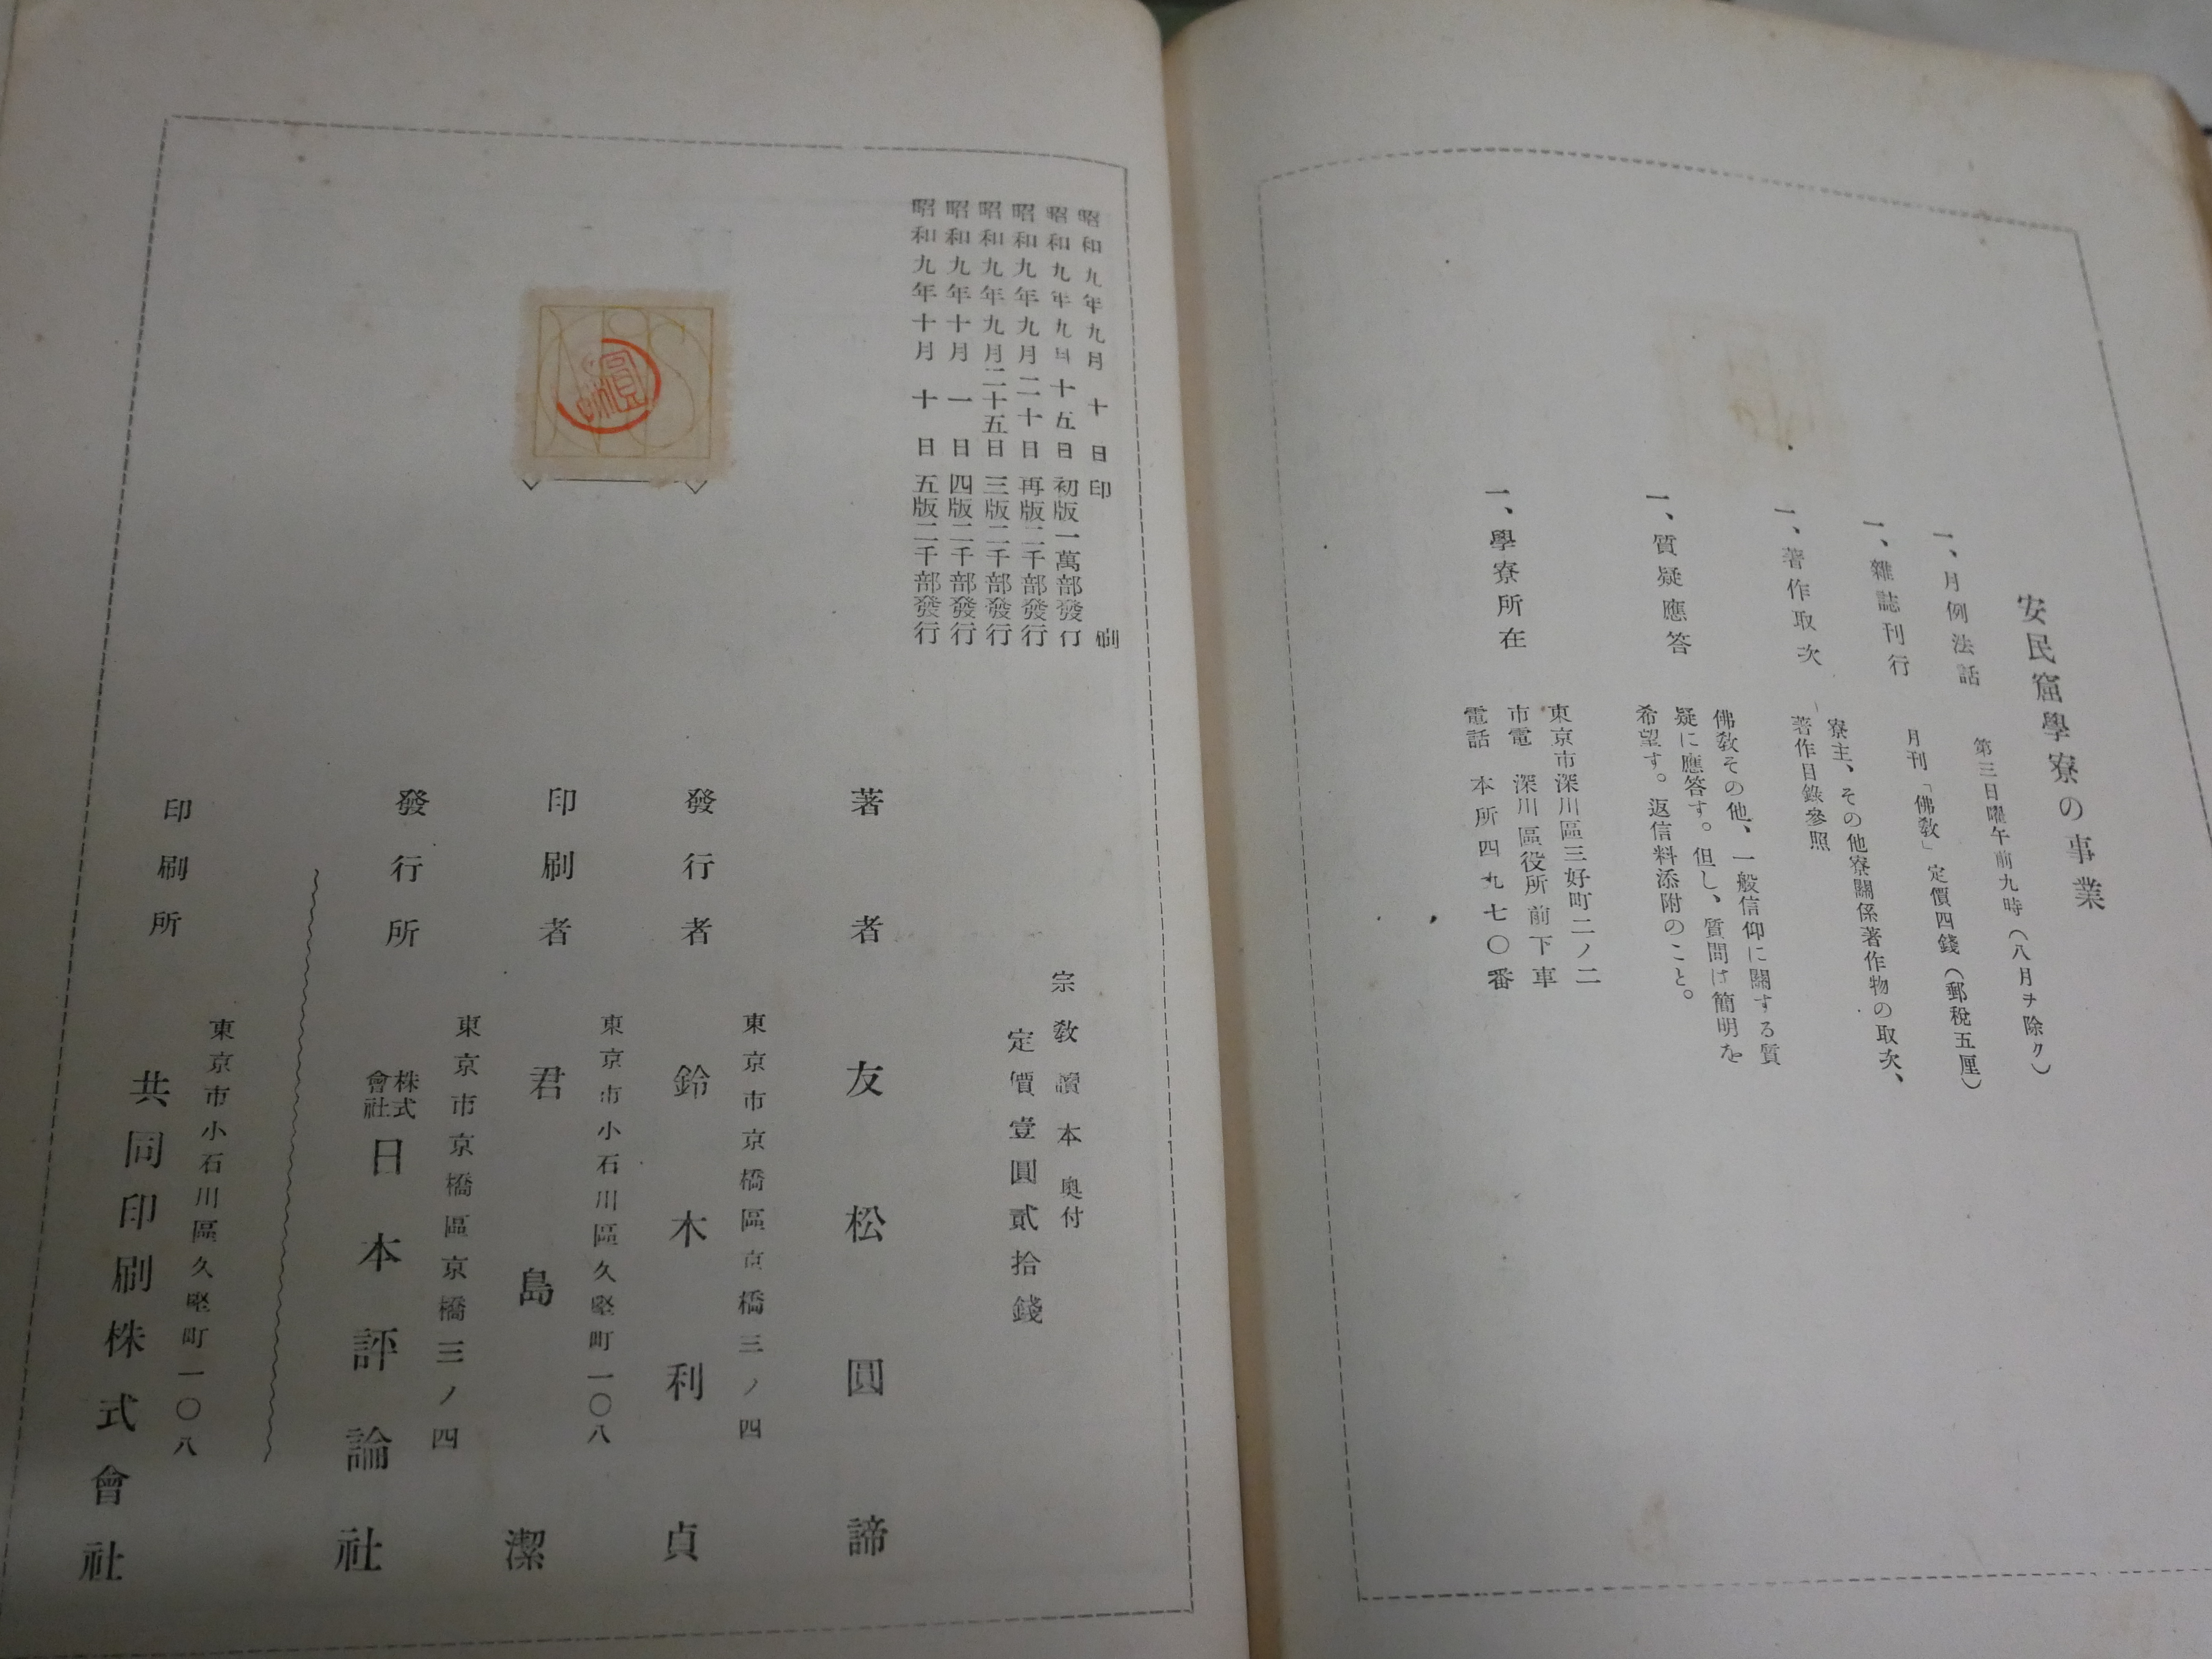 安民窟學寮の事業
一、月例法話　第三日曜午前九時（八月ヲ除ク）
一、雜誌刊行　月刊「佛敎」定價四錢（郵稅五厘）
一、著作取次　寮主、その他寮關係著作物の取次、
著作目錄參照
一、質疑應答　佛敎その他、一般信仰に關する質
疑に應答す。但し、質問は簡明を
希望す。返信料添附のこと。
一、學寮所在　東京市深川區三好町二ノ二
市電　深川區役所前下車
電話　本所四九七〇番
昭和九年九月十日印刷
昭和九年九月十五日初版一萬部發行
昭和九年九月二十日再版二千部發行
昭和九年九月二十五日三版二千部發行
昭和九年十月一日四版二千部發行
昭和九年十月十日五版二千部發行
宗敎讀本奧付
定價壹圓貳拾錢
著者　友松圓諦
東京市京橋區京橋三ノ四
發行者　鈴木利貞
東京市小石川區久堅町一〇八
印刷者　君島潔
東京市京橋區京橋三ノ四
發行所　株式會社日本評論社
東京市小石川區久堅町一〇八
印刷所　共同印刷株式會社